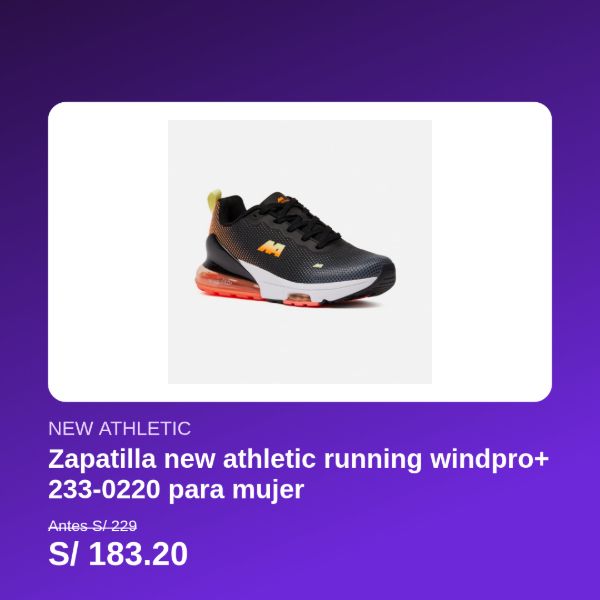 NEW ATHLETIC
Zapatilla new athletic running windpro+
233-0220 para mujer
Antes S/ 229
S/ 183.20